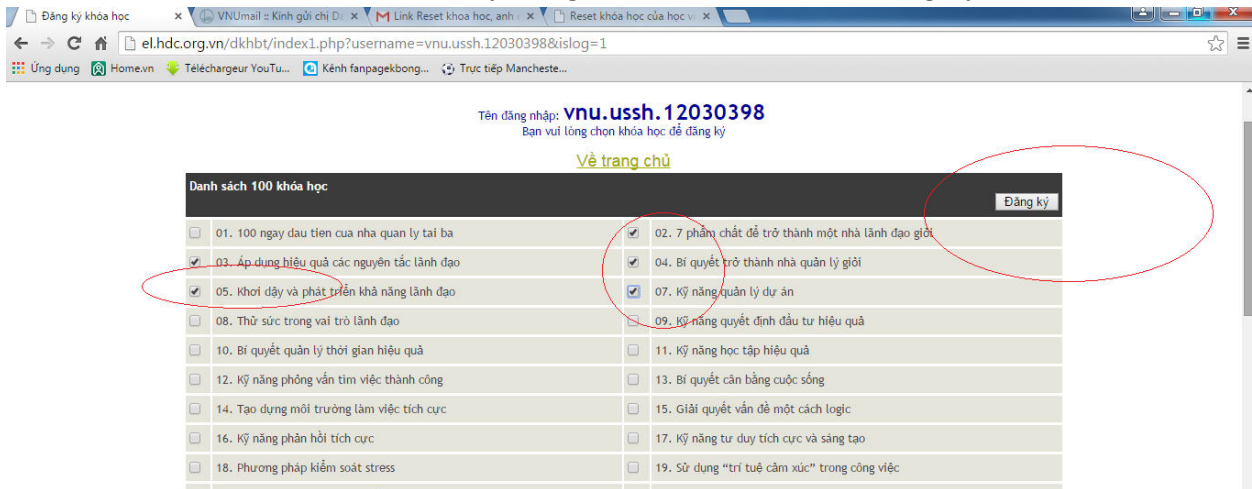 Đăng ký khóa học
VNUmail :: Kính gửi chị D
Link Reset khoa hoc, anh
Reset khóa học của học vi
el.hdc.org.vn/dkhbt/index1.php?username=vnu.ussh.12030398&islog=1
Ứng dụng Home.vn Téléchargeur YouTu... Kênh fanpagekbong... Trực tiếp Mancheste...
Tên đăng nhập: vnu.ussh.12030398
Bạn vui lòng chọn khóa học để đăng ký
Về trang chủ
Danh sách 100 khóa học
Đăng ký
01. 100 ngay dau tien cua nha quan ly tai ba
02. 7 phẩm chất để trở thành một nhà lãnh đạo giỏi
03. Áp dụng hiệu quả các nguyên tắc lãnh đạo
04. Bí quyết trở thành nhà quản lý giỏi
05. Khơi dậy và phát triển khả năng lãnh đạo
07. Kỹ năng quản lý dự án
08. Thử sức trong vai trò lãnh đạo
09. Kỹ năng quyết định đầu tư hiệu quả
10. Bí quyết quản lý thời gian hiệu quả
11. Kỹ năng học tập hiệu quả
12. Kỹ năng phỏng vấn tìm việc thành công
13. Bí quyết cân bằng cuộc sống
14. Tạo dựng môi trường làm việc tích cực
15. Giải quyết vấn đề một cách logic
16. Kỹ năng phản hồi tích cực
17. Kỹ năng tư duy tích cực và sáng tạo
18. Phương pháp kiểm soát stress
19. Sử dụng “trí tuệ cảm xúc” trong công việc